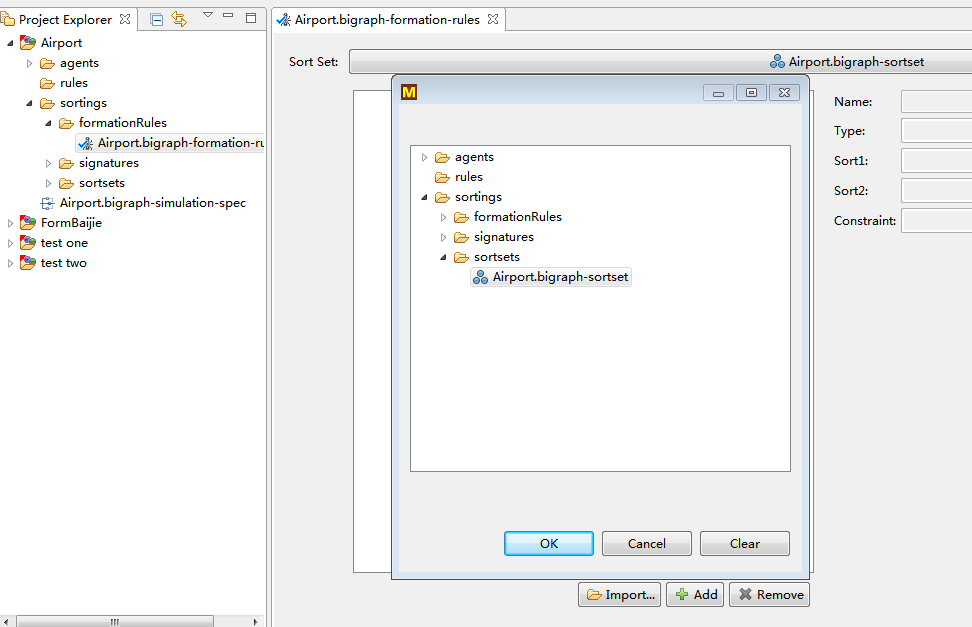 Project Explorer
Airport
agents
rules
sortings
formationRules
Airport.bigraph-formation-ru
signatures
sortsets
Airport.bigraph-simulation-spec
FormBaijie
test one
test two
Airport.bigraph-formation-rules
Sort Set:
Airport.bigraph-sortset
M
agents
rules
sortings
formationRules
signatures
sortsets
Airport.bigraph-sortset
OK Cancel Clear
Name:
Type:
Sort1:
Sort2:
Constraint:
Import... Add Remove